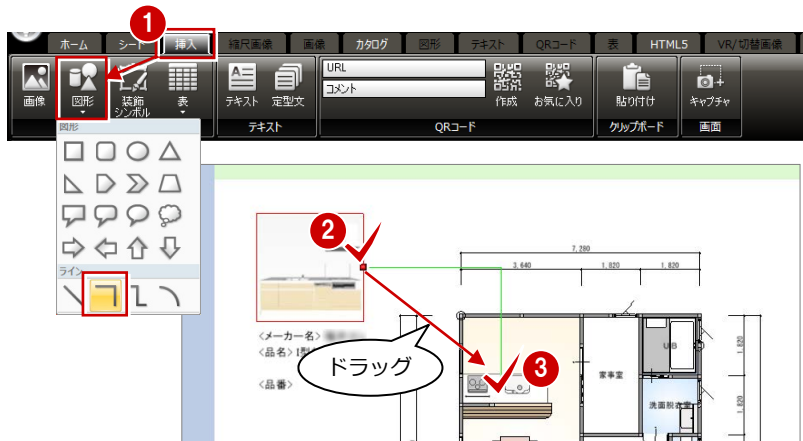 1
ホーム シート 挿入 縮尺画像 画像 カタログ 図形 テキスト QRコード 表 HTML5 VR/切替画像
URL
コメント
画像 図形 装飾シンボル 表 テキスト 定型文 作成 お気に入り 貼り付け キャプチャ
テキスト QRコード クリップボード 画面
図形
ライン
2
7,280
3,640 1,820 1,820
<メーカー名>
<品名>I型
<品番>
ドラッグ
3
家事室
UB
洗面脱衣室
1,820
1,820